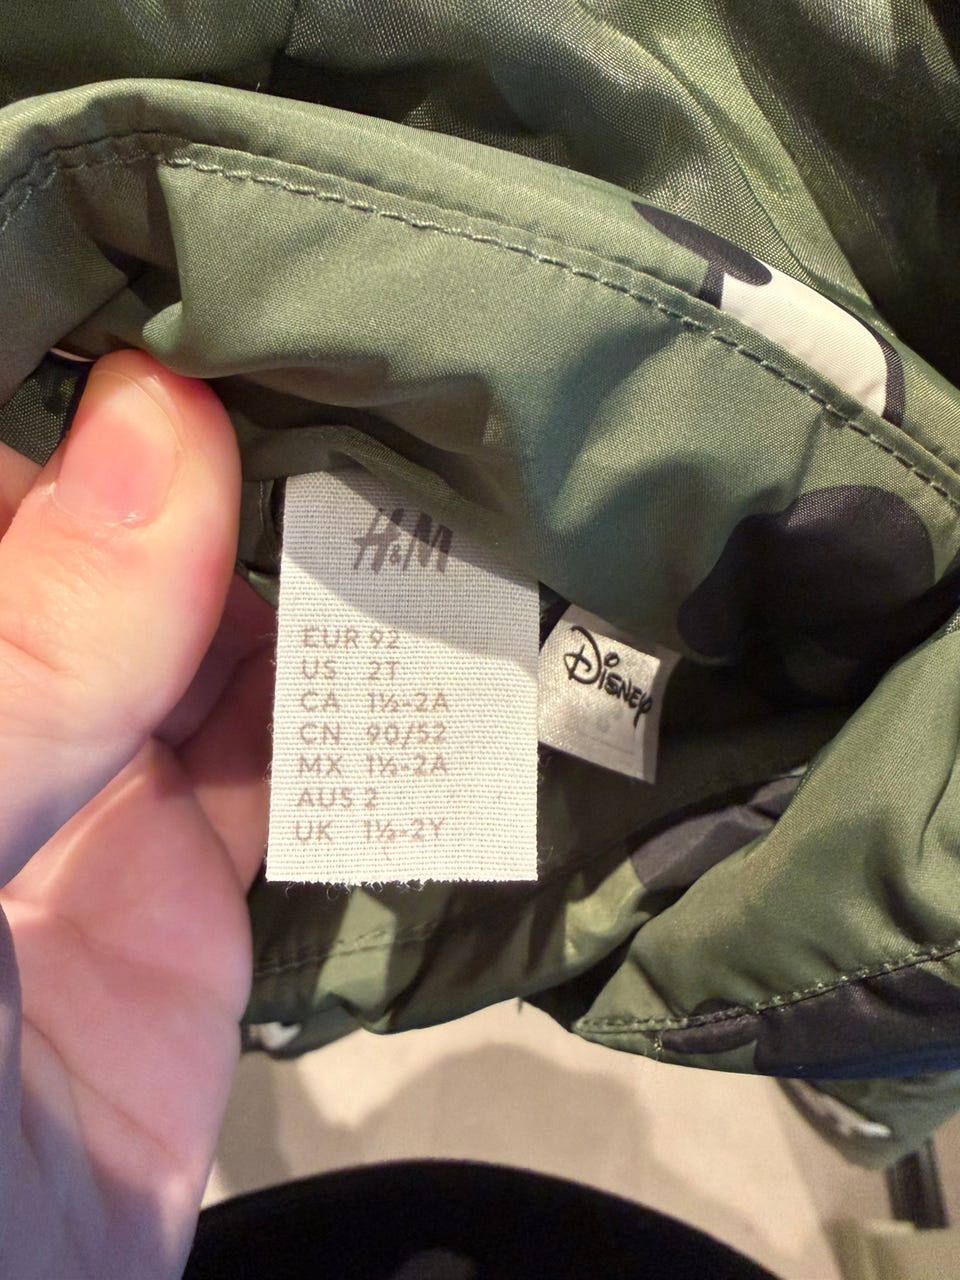 H&M
EUR 92
US 2T
CA 1½-2A
CN 90/52
MX 1½-2A
AUS 2
UK 1½-2Y
Disney